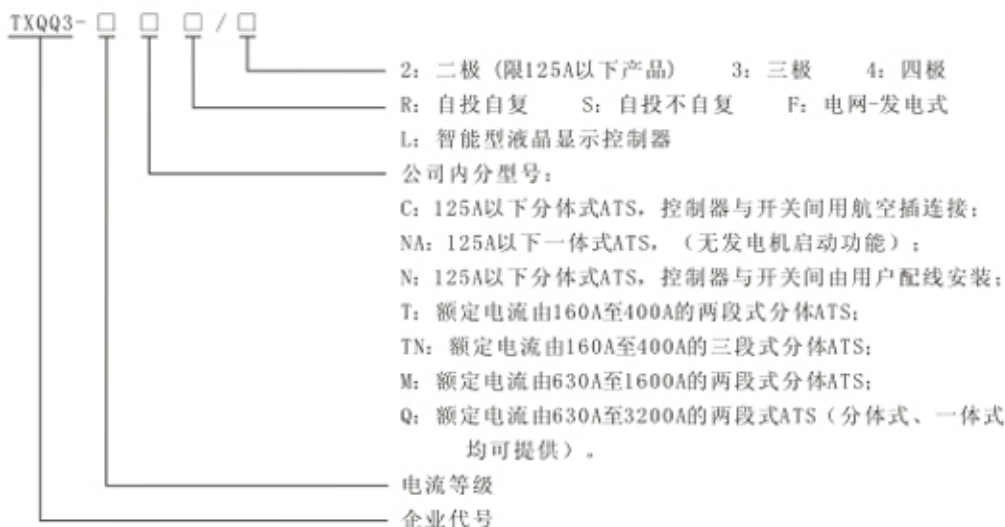 TXQQ3-□ □ □ / □
2: 二极 (限125A以下产品) 3: 三极 4: 四极
R: 自投自复 S: 自投不自复 F: 电网-发电式
L: 智能型液晶显示控制器
公司内分型号:
C: 125A以下分体式ATS, 控制器与开关间用航空插连接;
NA: 125A以下一体式ATS, (无发电机启动功能);
N: 125A以下分体式ATS, 控制器与开关间由用户配线安装;
T: 额定电流由160A至400A的两段式分体ATS;
TN: 额定电流由160A至400A的三段式分体ATS;
M: 额定电流由630A至1600A的两段式分体ATS;
Q: 额定电流由630A至3200A的两段式ATS(分体式、一体式
均可提供)。
电流等级
企业代号